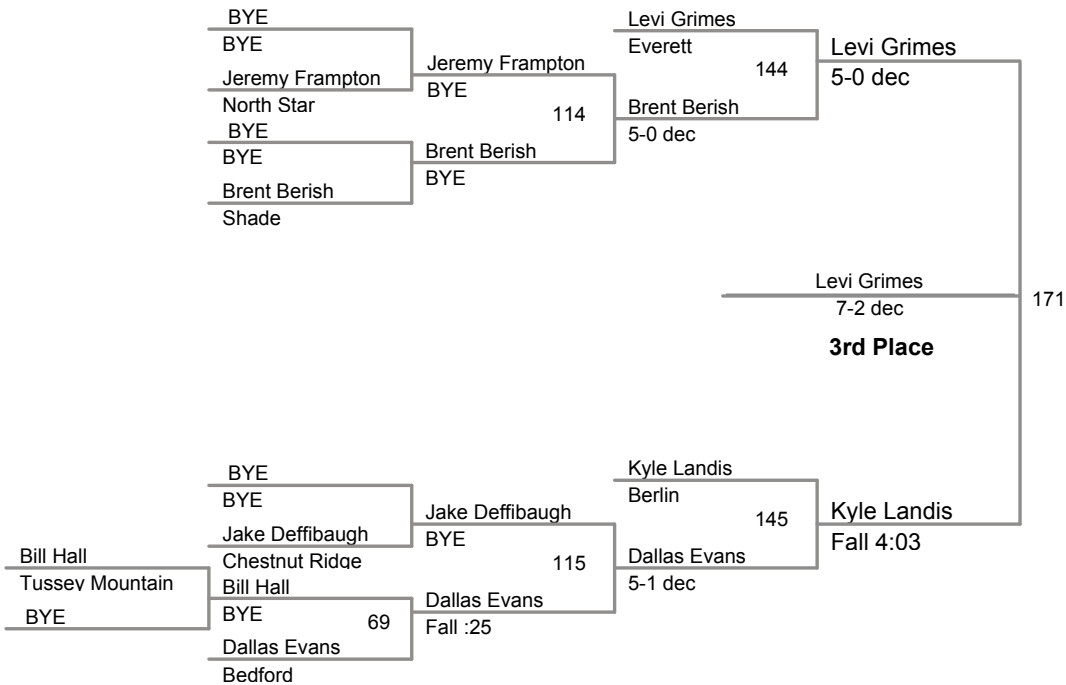 BYE
BYE
Jeremy Frampton
North Star
BYE
BYE
Brent Berish
Shade
Jeremy Frampton
BYE
114
Brent Berish
BYE
Levi Grimes
Everett
144
Brent Berish
5-0 dec
Levi Grimes
5-0 dec
Levi Grimes
7-2 dec
3rd Place
171
Bill Hall
Tussey Mountain
BYE
BYE
BYE
Jake Deffibaugh
Chestnut Ridge
Bill Hall
BYE
69
Dallas Evans
Bedford
Jake Deffibaugh
BYE
115
Dallas Evans
Fall :25
Kyle Landis
Berlin
145
Dallas Evans
5-1 dec
Kyle Landis
Fall 4:03